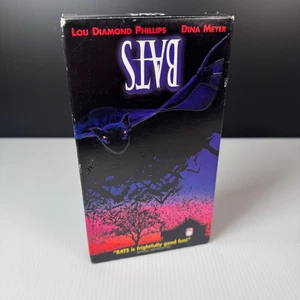 LOU DIAMOND PHILLIPS DINA MEYER
BATS
"BATS is frightfully good fun!"